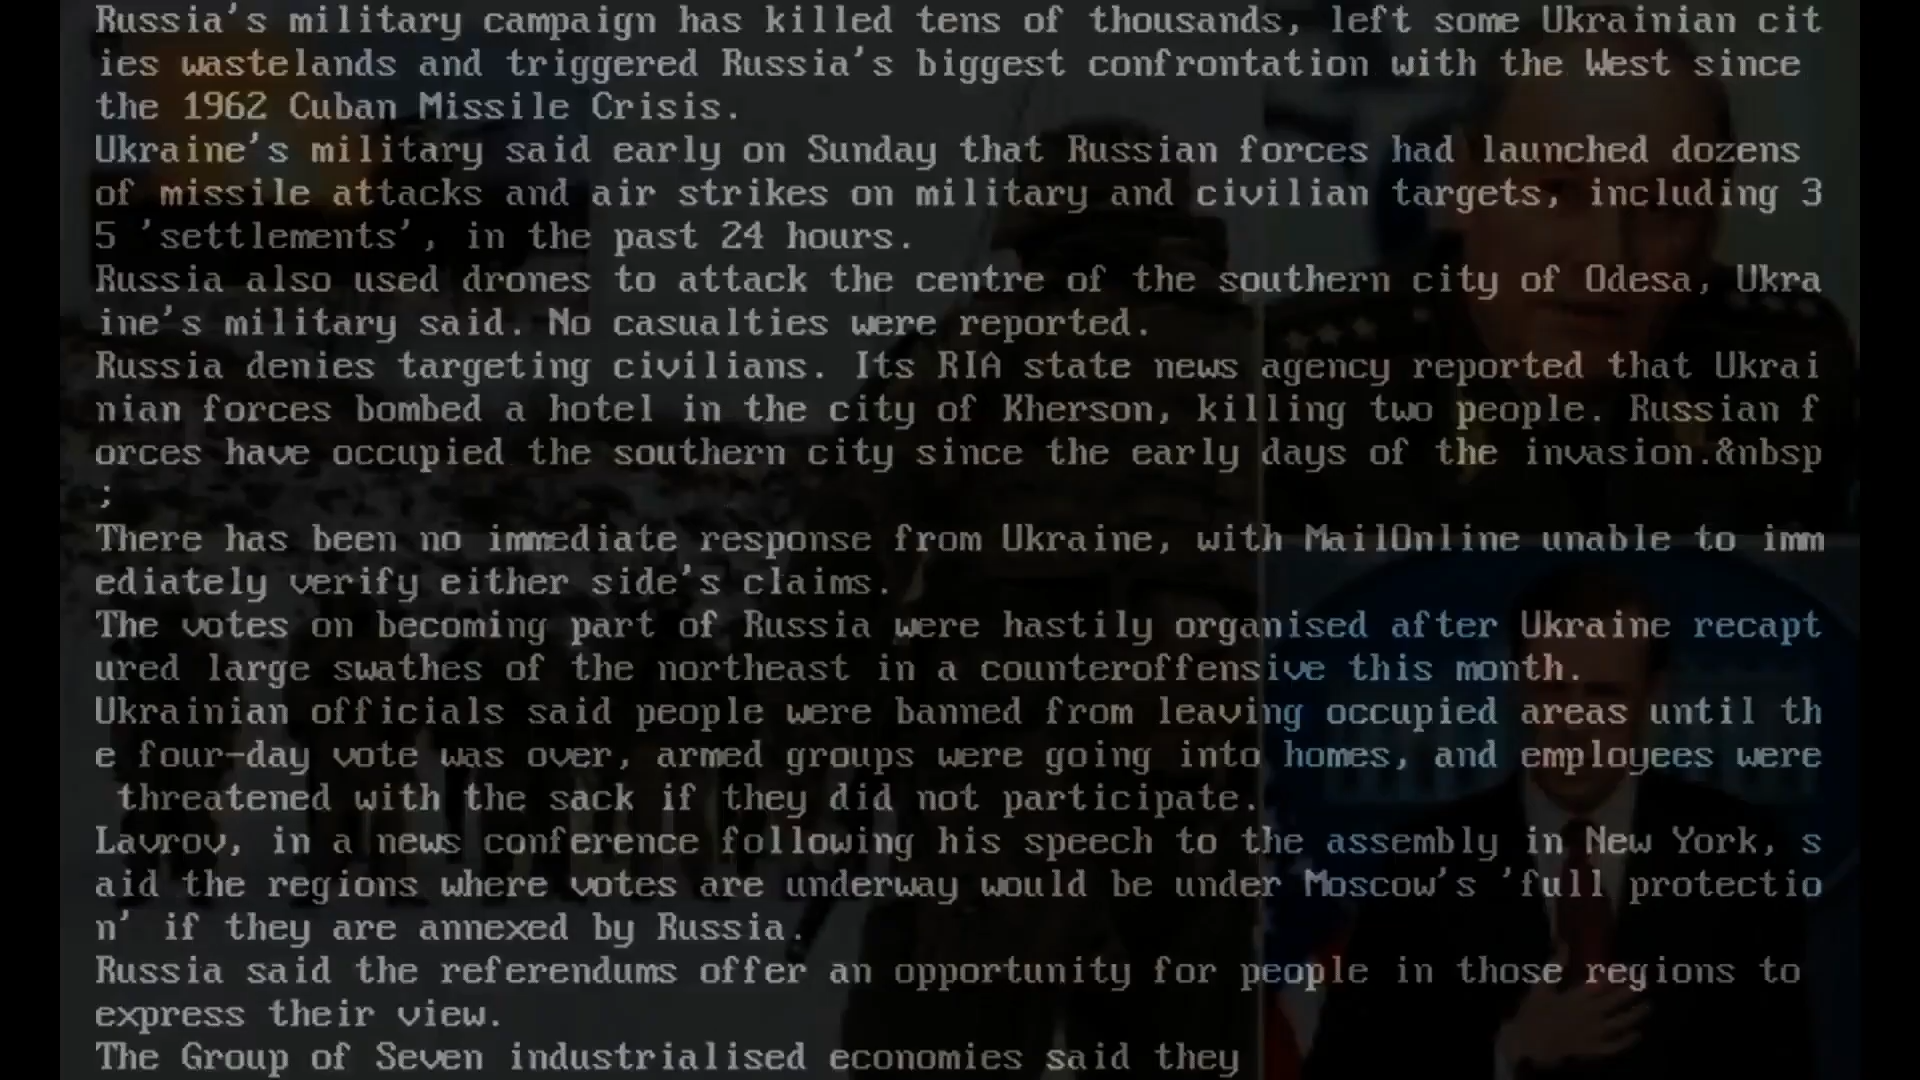 Russia's military campaign has killed tens of thousands, left some Ukrainian cit
ies wastelands and triggered Russia's biggest confrontation with the West since
the 1962 Cuban Missile Crisis.
Ukraine's military said early on Sunday that Russian forces had launched dozens
of missile attacks and air strikes on military and civilian targets, including 3
5 'settlements', in the past 24 hours.
Russia also used drones to attack the centre of the southern city of Odesa, Ukra
ine's military said. No casualties were reported.
Russia denies targeting civilians. Its RIA state news agency reported that Ukrai
nian forces bombed a hotel in the city of Kherson, killing two people. Russian f
orces have occupied the southern city since the early days of the invasion.&nbsp
;
There has been no immediate response from Ukraine, with MailOnline unable to imm
ediately verify either side's claims.
The votes on becoming part of Russia were hastily organised after Ukraine recapt
ured large swathes of the northeast in a counteroffensive this month.
Ukrainian officials said people were banned from leaving occupied areas until th
e four-day vote was over, armed groups were going into homes, and employees were
 threatened with the sack if they did not participate.
Lavrov, in a news conference following his speech to the assembly in New York, s
aid the regions where votes are underway would be under Moscow's 'full protectio
n' if they are annexed by Russia.
Russia said the referendums offer an opportunity for people in those regions to
express their view.
The Group of Seven industrialised economies said they